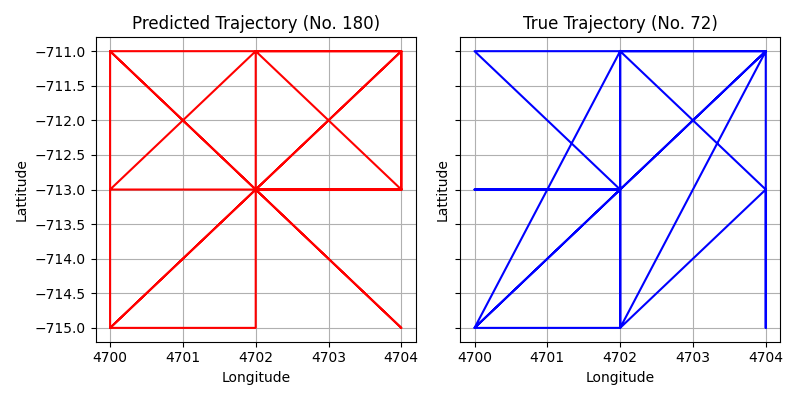 Predicted Trajectory (No. 180)
True Trajectory (No. 72)
Lattitude
−711.0
−711.5
−712.0
−712.5
−713.0
−713.5
−714.0
−714.5
−715.0
4700 4701 4702 4703 4704
Longitude
Lattitude
4700 4701 4702 4703 4704
Longitude